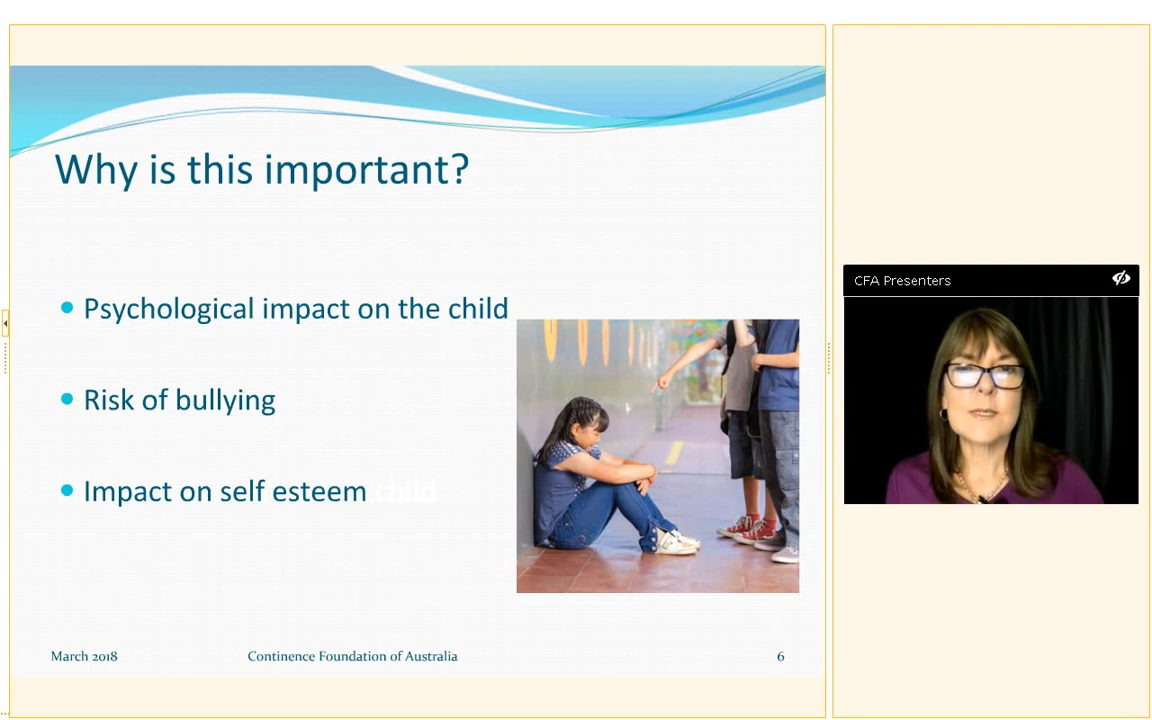 Why is this important?
Psychological impact on the child
Risk of bullying
Impact on self esteem child
March 2018 Continence Foundation of Australia 6
CFA Presenters